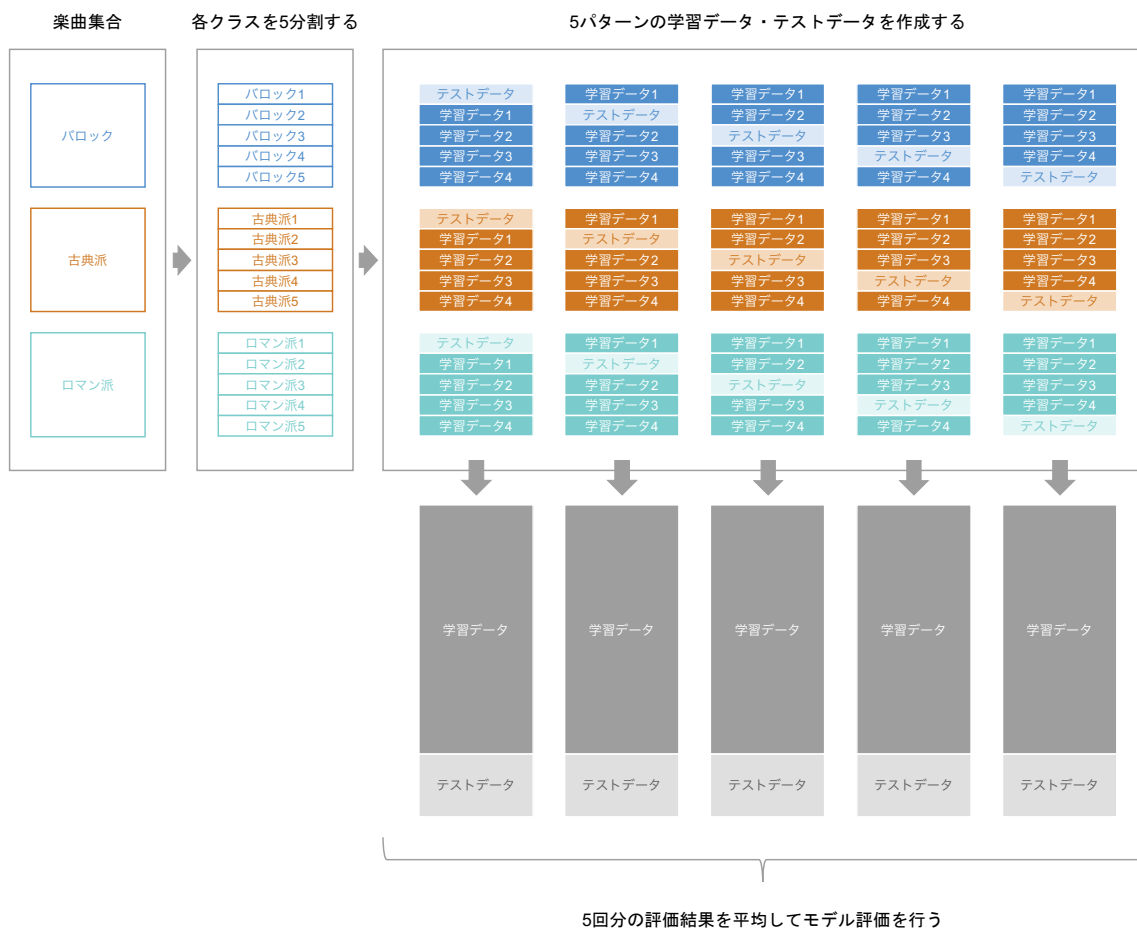 楽曲集合
各クラスを5分割する
5パターンの学習データ・テストデータを作成する
バロック
古典派
ロマン派
バロック1
バロック2
バロック3
バロック4
バロック5
古典派1
古典派2
古典派3
古典派4
古典派5
ロマン派1
ロマン派2
ロマン派3
ロマン派4
ロマン派5
テストデータ 学習データ1 学習データ1 学習データ1 学習データ1
学習データ1 テストデータ 学習データ2 学習データ2 学習データ2
学習データ2 学習データ2 テストデータ 学習データ3 学習データ3
学習データ3 学習データ3 学習データ3 テストデータ 学習データ4
学習データ4 学習データ4 学習データ4 学習データ4 テストデータ
テストデータ 学習データ1 学習データ1 学習データ1 学習データ1
学習データ1 テストデータ 学習データ2 学習データ2 学習データ2
学習データ2 学習データ2 テストデータ 学習データ3 学習データ3
学習データ3 学習データ3 学習データ3 テストデータ 学習データ4
学習データ4 学習データ4 学習データ4 学習データ4 テストデータ
テストデータ 学習データ1 学習データ1 学習データ1 学習データ1
学習データ1 テストデータ 学習データ2 学習データ2 学習データ2
学習データ2 学習データ2 テストデータ 学習データ3 学習データ3
学習データ3 学習データ3 学習データ3 テストデータ 学習データ4
学習データ4 学習データ4 学習データ4 学習データ4 テストデータ
学習データ 学習データ 学習データ 学習データ 学習データ
テストデータ テストデータ テストデータ テストデータ テストデータ
5回分の評価結果を平均してモデル評価を行う